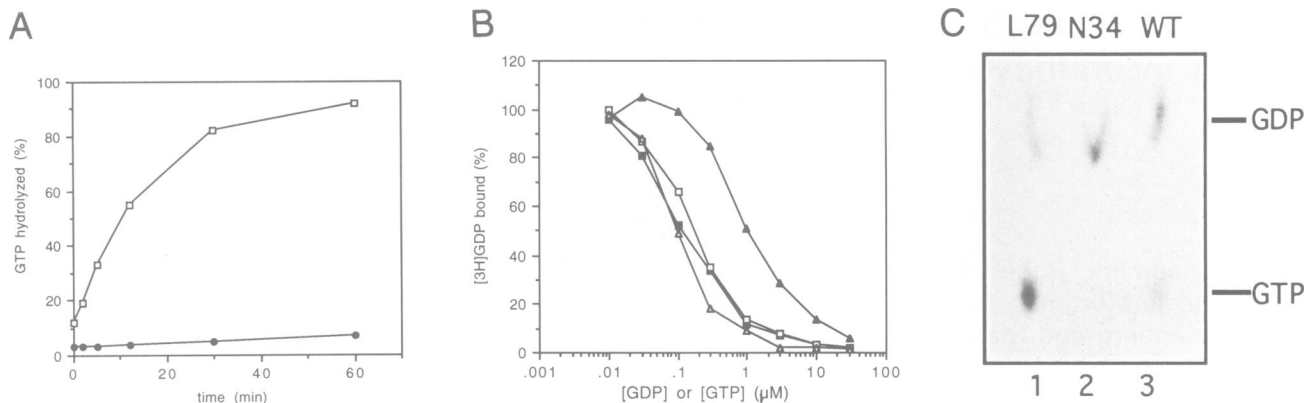 A
GTP hydrolyzed (%)
100
80
60
40
20
0
0
20
40
60
time (min)
B
[3H]GDP bound (%)
120
100
80
60
40
20
0
.001
.01
.1
1
10
100
[GDP] or [GTP] (µM)
C
L79 N34 WT
GDP
GTP
1 2 3